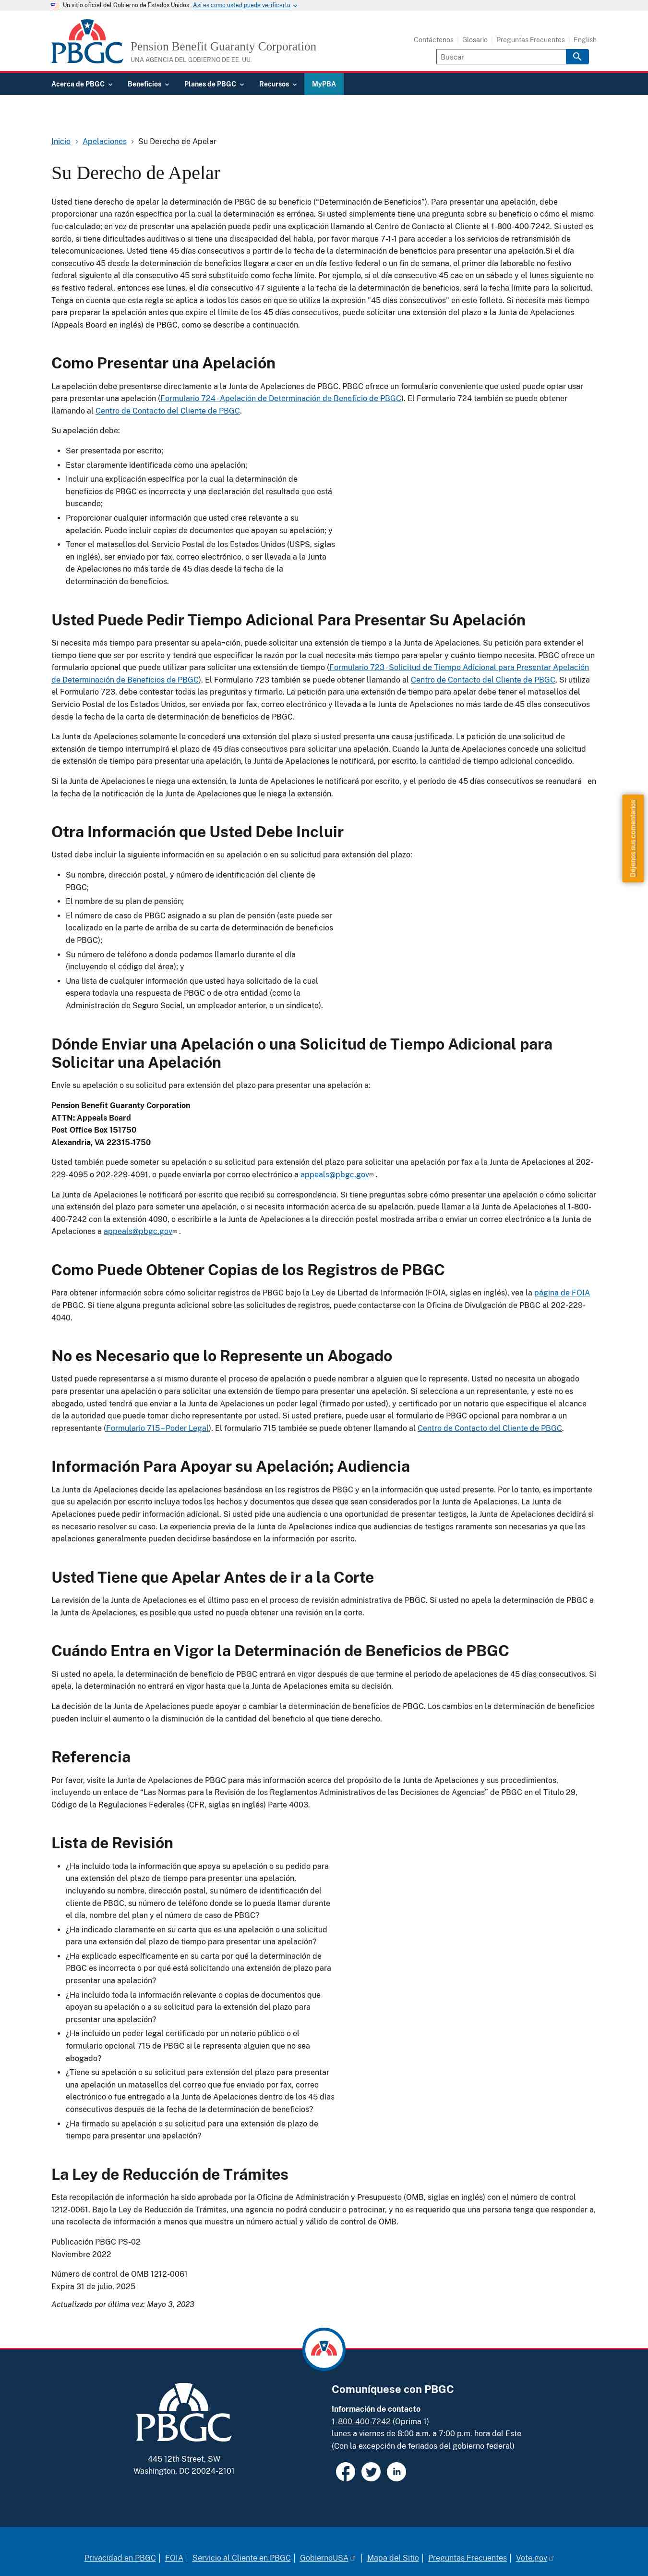 Un sitio oficial del Gobierno de Estados Unidos Así es como usted puede verificarlo
PBGC
Pension Benefit Guaranty Corporation
UNA AGENCIA DEL GOBIERNO DE EE. UU.
Contáctenos Glosario Preguntas Frecuentes English
Buscar
Acerca de PBGC Beneficios Planes de PBGC Recursos MyPBA
Inicio Apelaciones Su Derecho de Apelar
Su Derecho de Apelar
Usted tiene derecho de apelar la determinación de PBGC de su beneficio (“Determinación de Beneficios”). Para presentar una apelación, debe
proporcionar una razón específica por la cual la determinación es errónea. Si usted simplemente tiene una pregunta sobre su beneficio o cómo el mismo
fue calculado; en vez de presentar una apelación puede pedir una explicación llamando al Centro de Contacto al Cliente al 1-800-400-7242. Si usted es
sordo, si tiene dificultades auditivas o si tiene una discapacidad del habla, por favor marque 7-1-1 para acceder a los servicios de retransmisión de
telecomunicaciones. Usted tiene 45 días consecutivos a partir de la fecha de la determinación de beneficios para presentar una apelación.Si el día
consecutivo 45 desde la determinación de beneficios llegara a caer en un día feriado federal o un fin de semana, el primer día laborable no festivo
federal siguiente al día consecutivo 45 será substituido como fecha límite. Por ejemplo, si el día consecutivo 45 cae en un sábado y el lunes siguiente no
es festivo federal, entonces ese lunes, el día consecutivo 47 siguiente a la fecha de la determinación de beneficios, será la fecha límite para la solicitud.
Tenga en cuenta que esta regla se aplica a todos los casos en que se utiliza la expresión "45 días consecutivos" en este folleto. Si necesita más tiempo
para preparar la apelación antes que expire el límite de los 45 días consecutivos, puede solicitar una extensión del plazo a la Junta de Apelaciones
(Appeals Board en inglés) de PBGC, como se describe a continuación.
Como Presentar una Apelación
La apelación debe presentarse directamente a la Junta de Apelaciones de PBGC. PBGC ofrece un formulario conveniente que usted puede optar usar
para presentar una apelación (Formulario 724 - Apelación de Determinación de Beneficio de PBGC). El Formulario 724 también se puede obtener
llamando al Centro de Contacto del Cliente de PBGC.
Su apelación debe:
• Ser presentada por escrito;
• Estar claramente identificada como una apelación;
• Incluir una explicación específica por la cual la determinación de
beneficios de PBGC es incorrecta y una declaración del resultado que está
buscando;
• Proporcionar cualquier información que usted cree relevante a su
apelación. Puede incluir copias de documentos que apoyan su apelación; y
• Tener el matasellos del Servicio Postal de los Estados Unidos (USPS, siglas
en inglés), ser enviado por fax, correo electrónico, o ser llevada a la Junta
de Apelaciones no más tarde de 45 días desde la fecha de la
determinación de beneficios.
Usted Puede Pedir Tiempo Adicional Para Presentar Su Apelación
Si necesita más tiempo para presentar su apela¬ción, puede solicitar una extensión de tiempo a la Junta de Apelaciones. Su petición para extender el
tiempo tiene que ser por escrito y tendrá que especificar la razón por la cual necesita más tiempo para apelar y cuánto tiempo necesita. PBGC ofrece un
formulario opcional que puede utilizar para solicitar una extensión de tiempo (Formulario 723 - Solicitud de Tiempo Adicional para Presentar Apelación
de Determinación de Beneficios de PBGC). El Formulario 723 también se puede obtener llamando al Centro de Contacto del Cliente de PBGC. Si utiliza
el Formulario 723, debe responder todas las preguntas y firmarlo. La petición para una extensión de tiempo para apelar debe tener el matasellos del
Servicio Postal de los Estados Unidos, ser enviada por fax, correo electrónico y llevada a la Junta de Apelaciones no más tarde de 45 días consecutivos
desde la fecha de la carta de determinación de beneficios de PBGC.
La Junta de Apelaciones solamente le concederá una extensión del plazo si usted presenta una causa justificada. La petición de una solicitud de
extensión de tiempo interrumpirá el plazo de 45 días consecutivos para solicitar una apelación. Cuando la Junta de Apelaciones concede una solicitud
de extensión de tiempo para presentar una apelación, la Junta de Apelaciones le notificará, por escrito, la cantidad de tiempo adicional concedido.
Si la Junta de Apelaciones le niega una extensión, la Junta de Apelaciones le notificará por escrito, y el período de 45 días consecutivos se reanudará en
la fecha de la notificación de la Junta de Apelaciones que le niega la extensión.
Otra Información que Usted Debe Incluir
Usted debe incluir la siguiente información en su apelación o en su solicitud para extensión del plazo:
• Su nombre, dirección postal, y número de identificación del cliente de
PBGC;
• El nombre de su plan de pensión;
• El número de caso de PBGC asignado a su plan de pensión (este puede ser
localizado en la parte de arriba de su carta de determinación de beneficios
de PBGC);
• Su número de teléfono a donde podamos llamarlo durante el día
(incluyendo el código del área); y
• Una lista de cualquier información que usted haya solicitado de la cual
espera todavía una respuesta de PBGC o de otra entidad (como la
Administración de Seguro Social, un empleador anterior, o un sindicato).
Déjenos sus comentarios
Dónde Enviar una Apelación o una Solicitud de Tiempo Adicional para
Solicitar una Apelación
Envíe su apelación o su solicitud para extensión del plazo para presentar una apelación a:
Pension Benefit Guaranty Corporation
ATTN: Appeals Board
Post Office Box 151750
Alexandria, VA 22315-1750
Usted también puede someter su apelación o su solicitud para extensión del plazo para solicitar una apelación por fax a la Junta de Apelaciones al 202-
229-4095 o 202-229-4091, o puede enviarla por correo electrónico a appeals@pbgc.gov .
La Junta de Apelaciones le notificará por escrito que recibió su correspondencia. Si tiene preguntas sobre cómo presentar una apelación o cómo solicitar
una extensión del plazo para someter una apelación, o si necesita información acerca de su apelación, puede llamar a la Junta de Apelaciones al 1-800-
400-7242 con la extensión 4090, o escribirle a la Junta de Apelaciones a la dirección postal mostrada arriba o enviar un correo electrónico a la Junta de
Apelaciones a appeals@pbgc.gov .
Como Puede Obtener Copias de los Registros de PBGC
Para obtener información sobre cómo solicitar registros de PBGC bajo la Ley de Libertad de Información (FOIA, siglas en inglés), vea la página de FOIA
de PBGC. Si tiene alguna pregunta adicional sobre las solicitudes de registros, puede contactarse con la Oficina de Divulgación de PBGC al 202-229-
4040.
No es Necesario que lo Represente un Abogado
Usted puede representarse a sí mismo durante el proceso de apelación o puede nombrar a alguien que lo represente. Usted no necesita un abogado
para presentar una apelación o para solicitar una extensión de tiempo para presentar una apelación. Si selecciona a un representante, y este no es
abogado, usted tendrá que enviar a la Junta de Apelaciones un poder legal (firmado por usted), y certificado por un notario que especifique el alcance
de la autoridad que puede tomar dicho representante por usted. Si usted prefiere, puede usar el formulario de PBGC opcional para nombrar a un
representante (Formulario 715 – Poder Legal). El formulario 715 también se puede obtener llamando al Centro de Contacto del Cliente de PBGC.
Información Para Apoyar su Apelación; Audiencia
La Junta de Apelaciones decide las apelaciones basándose en los registros de PBGC y en la información que usted presente. Por lo tanto, es importante
que su apelación por escrito incluya todos los hechos y documentos que desea que sean considerados por la Junta de Apelaciones. La Junta de
Apelaciones puede pedir información adicional. Si usted pide una audiencia o una oportunidad de presentar testigos, la Junta de Apelaciones decidirá si
es necesario resolver su caso. La experiencia previa de la Junta de Apelaciones indica que audiencias de testigos raramente son necesarias ya que las
apelaciones generalmente pueden decidirse basándose en la información por escrito.
Usted Tiene que Apelar Antes de ir a la Corte
La revisión de la Junta de Apelaciones es el último paso en el proceso de revisión administrativa de PBGC. Si usted no apela la determinación de PBGC a
la Junta de Apelaciones, es posible que usted no pueda obtener una revisión en la corte.
Cuándo Entra en Vigor la Determinación de Beneficios de PBGC
Si usted no apela, la determinación de beneficio de PBGC entrará en vigor después de que termine el periodo de apelaciones de 45 días consecutivos. Si
apela, la determinación no entrará en vigor hasta que la Junta de Apelaciones emita su decisión.
La decisión de la Junta de Apelaciones puede apoyar o cambiar la determinación de beneficios de PBGC. Los cambios en la determinación de beneficios
pueden incluir el aumento o la disminución de la cantidad del beneficio al que tiene derecho.
Referencia
Por favor, visite la Junta de Apelaciones de PBGC para más información acerca del propósito de la Junta de Apelaciones y sus procedimientos,
incluyendo un enlace de “Las Normas para la Revisión de los Reglamentos Administrativos de las Decisiones de Agencias” de PBGC en el Título 29,
Código de la Regulaciones Federales (CFR, siglas en inglés) Parte 4003.
Lista de Revisión
• ¿Ha incluido toda la información que apoya su apelación o su pedido para
una extensión del plazo de tiempo para presentar una apelación,
incluyendo su nombre, dirección postal, su número de identificación del
cliente de PBGC, su número de teléfono donde se lo pueda llamar durante
el día, nombre del plan y el número de caso de PBGC?
• ¿Ha indicado claramente en su carta que es una apelación o una solicitud
para una extensión del plazo de tiempo para presentar una apelación?
• ¿Ha explicado específicamente en su carta por qué la determinación de
PBGC es incorrecta o por qué está solicitando una extensión de plazo para
presentar una apelación?
• ¿Ha incluido toda la información relevante o copias de documentos que
apoyan su apelación o a su solicitud para la extensión del plazo para
presentar una apelación?
• ¿Ha incluido un poder legal certificado por un notario público o el
formulario opcional 715 de PBGC si le representa alguien que no sea
abogado?
• ¿Tiene su apelación o su solicitud para extensión del plazo para presentar
una apelación un matasellos del correo que fue enviado por fax, correo
electrónico o fue entregado a la Junta de Apelaciones dentro de los 45 días
consecutivos después de la fecha de la determinación de beneficios?
• ¿Ha firmado su apelación o su solicitud para una extensión de plazo de
tiempo para presentar una apelación?
La Ley de Reducción de Trámites
Esta recopilación de información ha sido aprobada por la Oficina de Administración y Presupuesto (OMB, siglas en inglés) con el número de control
1212-0061. Bajo la Ley de Reducción de Trámites, una agencia no podrá conducir o patrocinar, y no es requerido que una persona tenga que responder a,
una recolecta de información a menos que muestre un número actual y válido de control de OMB.
Publicación PBGC PS-02
Noviembre 2022
Número de control de OMB 1212-0061
Expira 31 de julio, 2025
Actualizado por última vez: Mayo 3, 2023
PBGC
445 12th Street, SW
Washington, DC 20024-2101
Comuníquese con PBGC
Información de contacto
1-800-400-7242 (Oprima 1)
lunes a viernes de 8:00 a.m. a 7:00 p.m. hora del Este
(Con la excepción de feriados del gobierno federal)
Privacidad en PBGC | FOIA | Servicio al Cliente en PBGC | GobiernoUSA | Mapa del Sitio | Preguntas Frecuentes | Vote.gov